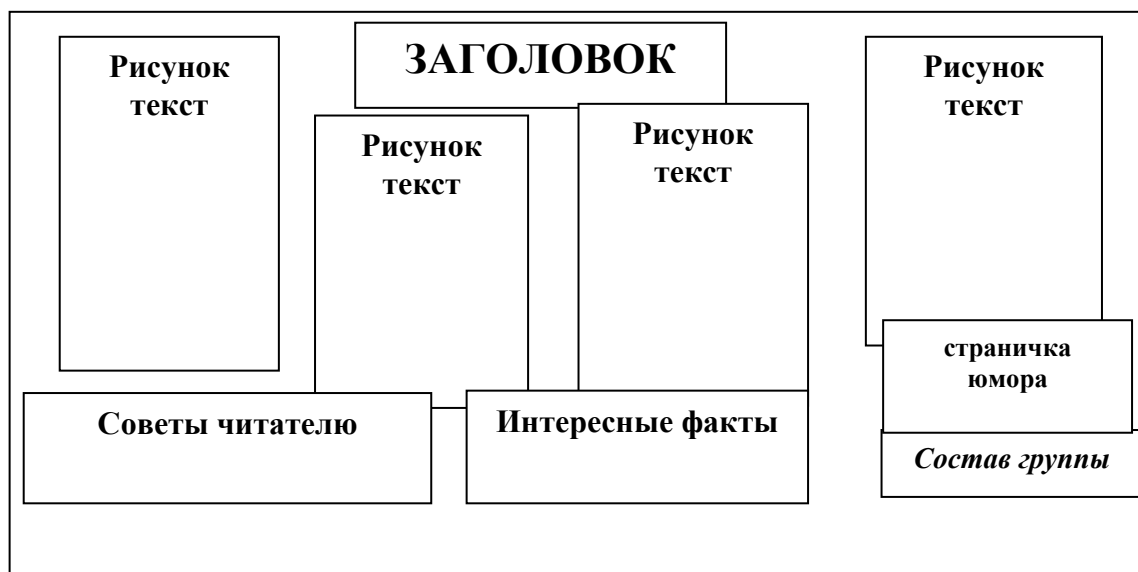 Рисунок
текст
ЗАГОЛОВОК
Рисунок
текст
Рисунок
текст
Рисунок
текст
страничка
юмора
Советы читателю
Интересные факты
Состав группы